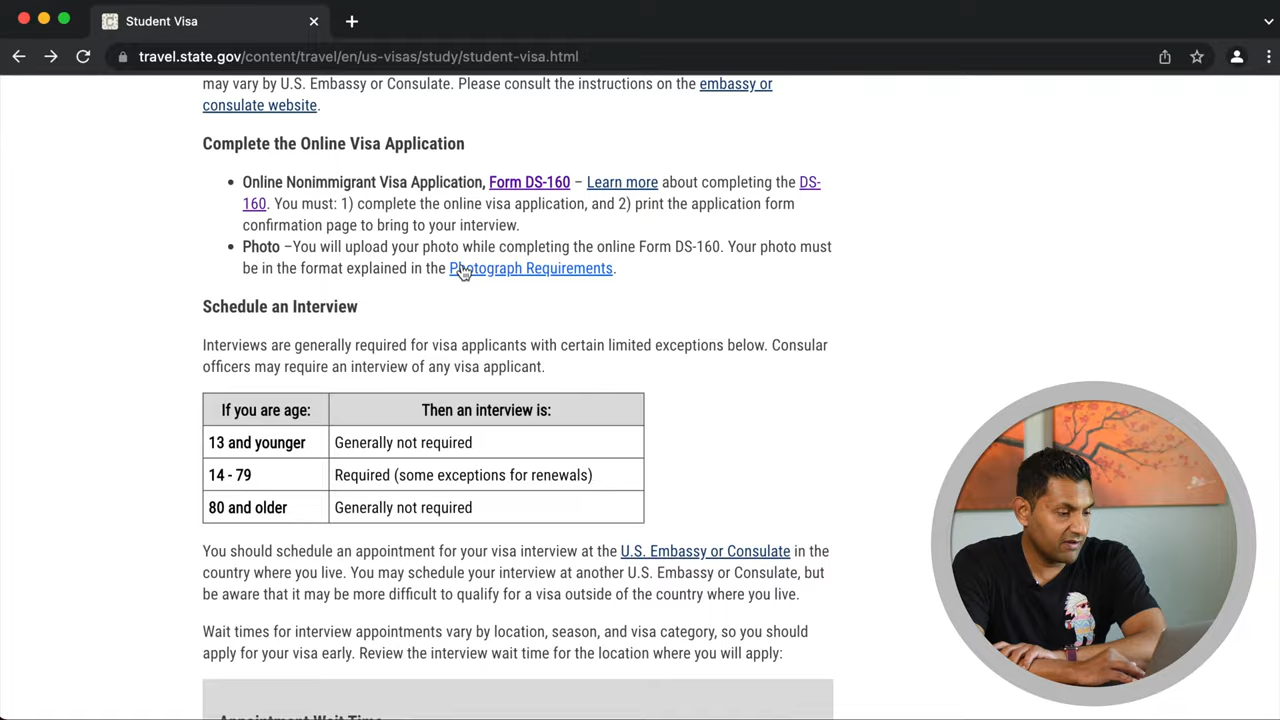 Student Visa
travel.state.gov/content/travel/en/us-visas/study/student-visa.html
may vary by U.S. Embassy or Consulate. Please consult the instructions on the embassy or
consulate website.
Complete the Online Visa Application
• Online Nonimmigrant Visa Application, Form DS-160 – Learn more about completing the DS-
160. You must: 1) complete the online visa application, and 2) print the application form
confirmation page to bring to your interview.
• Photo –You will upload your photo while completing the online Form DS-160. Your photo must
be in the format explained in the Photograph Requirements.
Schedule an Interview
Interviews are generally required for visa applicants with certain limited exceptions below. Consular
officers may require an interview of any visa applicant.
If you are age: Then an interview is:
13 and younger Generally not required
14 - 79 Required (some exceptions for renewals)
80 and older Generally not required
You should schedule an appointment for your visa interview at the U.S. Embassy or Consulate in the
country where you live. You may schedule your interview at another U.S. Embassy or Consulate, but
be aware that it may be more difficult to qualify for a visa outside of the country where you live.
Wait times for interview appointments vary by location, season, and visa category, so you should
apply for your visa early. Review the interview wait time for the location where you will apply:
Appointment Wait Time